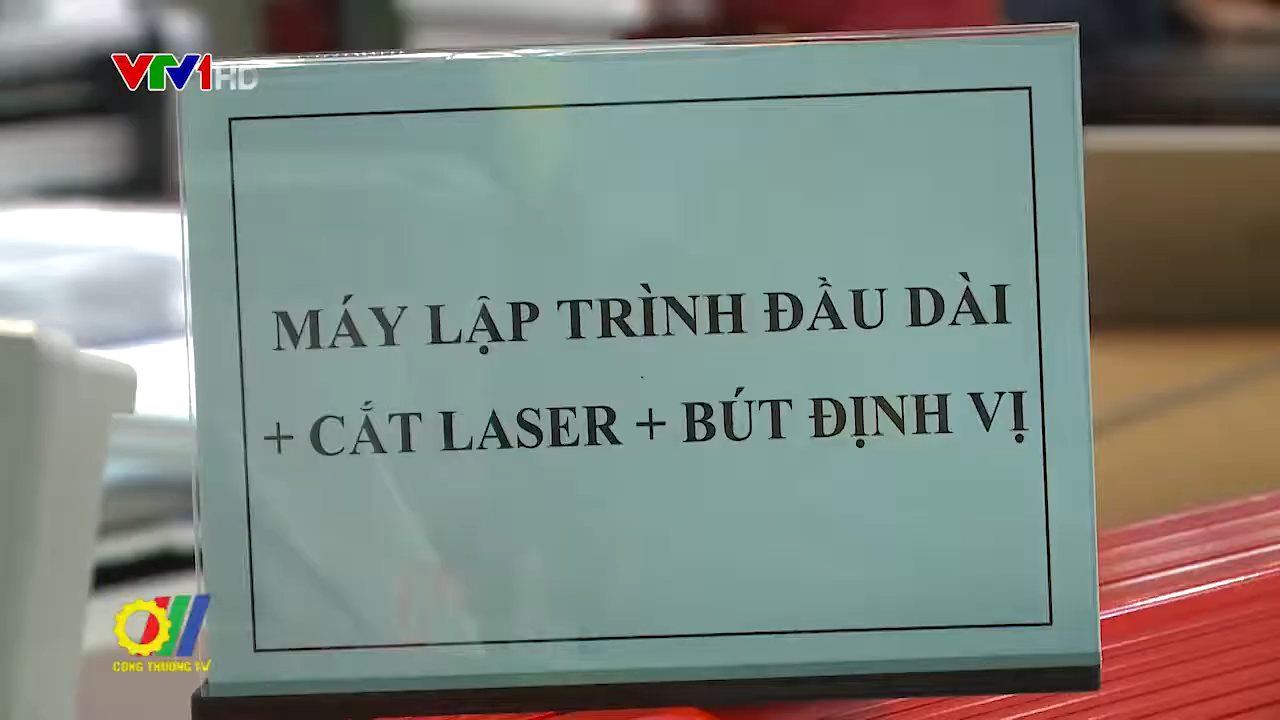 VTV1 HD
MÁY LẬP TRÌNH ĐẦU DÀI
+ CẮT LASER + BÚT ĐỊNH VỊ
CÔNG THƯƠNG TV